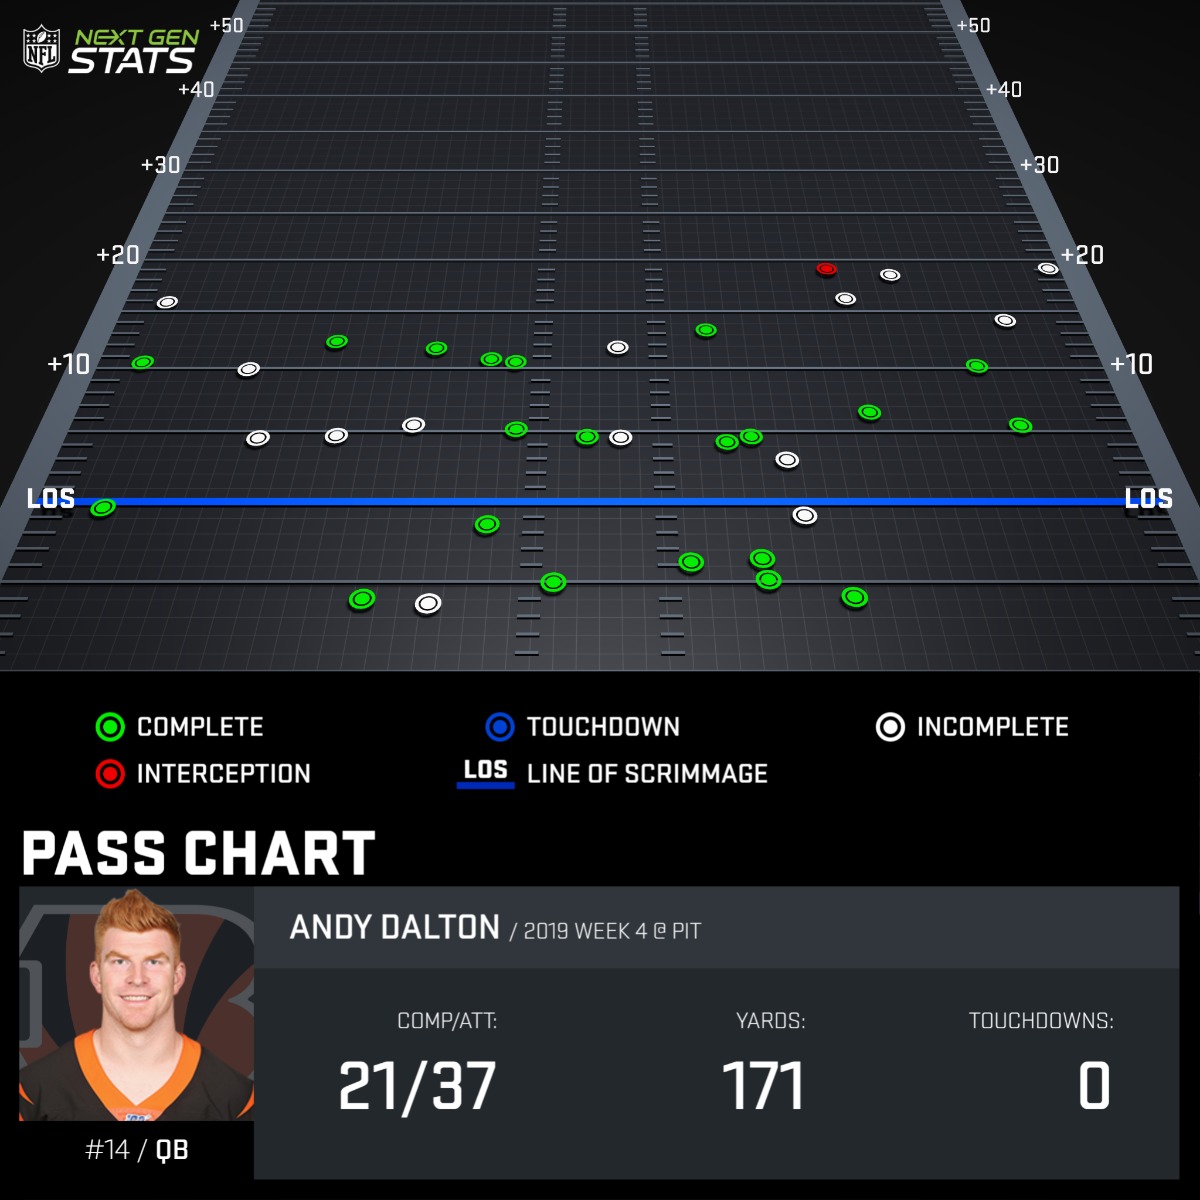 +50 +50
NFL NEXT GEN
STATS
+40 +40
+30 +30
+20 +20
+10 +10
LOS LOS
COMPLETE TOUCHDOWN INCOMPLETE
INTERCEPTION LOS LINE OF SCRIMMAGE
PASS CHART
ANDY DALTON / 2019 WEEK 4 @ PIT
COMP/ATT: YARDS: TOUCHDOWNS:
21/37 171 0
#14 / QB